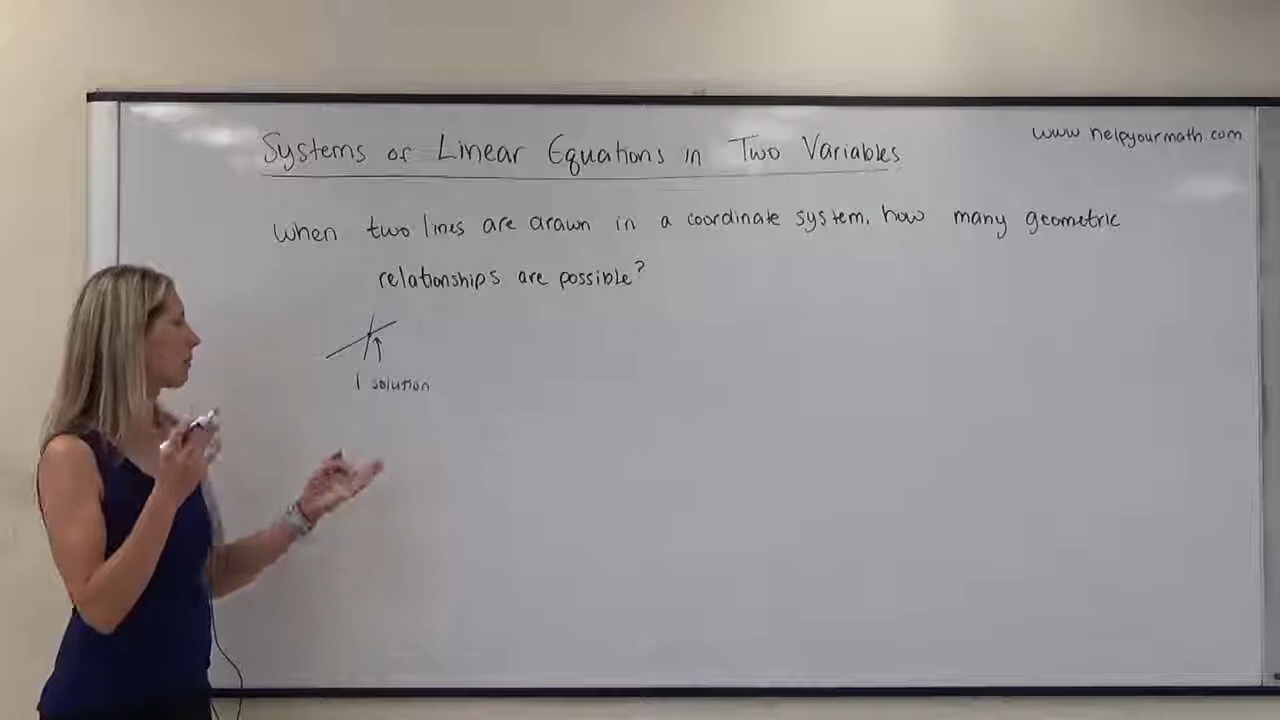 Systems of Linear Equations in Two Variables
www helpyourmath.com
When two lines are drawn in a coordinate system, how many geometric
relationships are possible?
1 solution